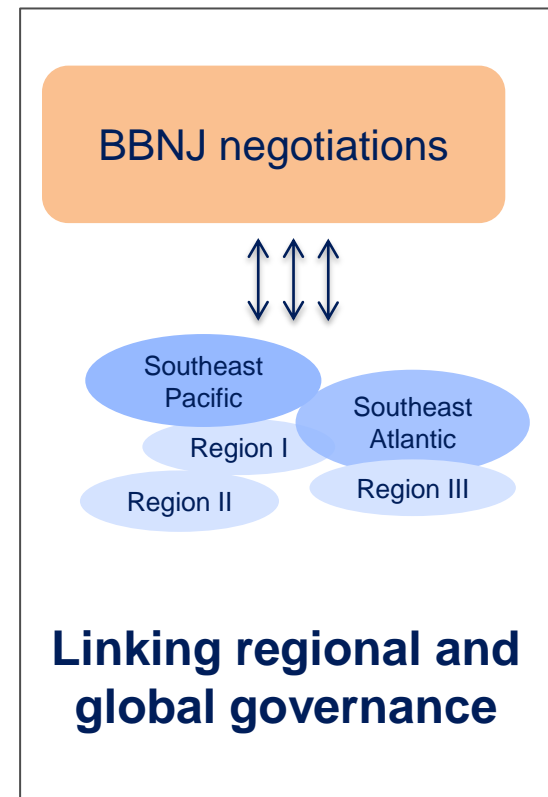 BBNJ negotiations
Southeast
Pacific
Southeast
Atlantic
Region I
Region II
Region III
Linking regional and
global governance